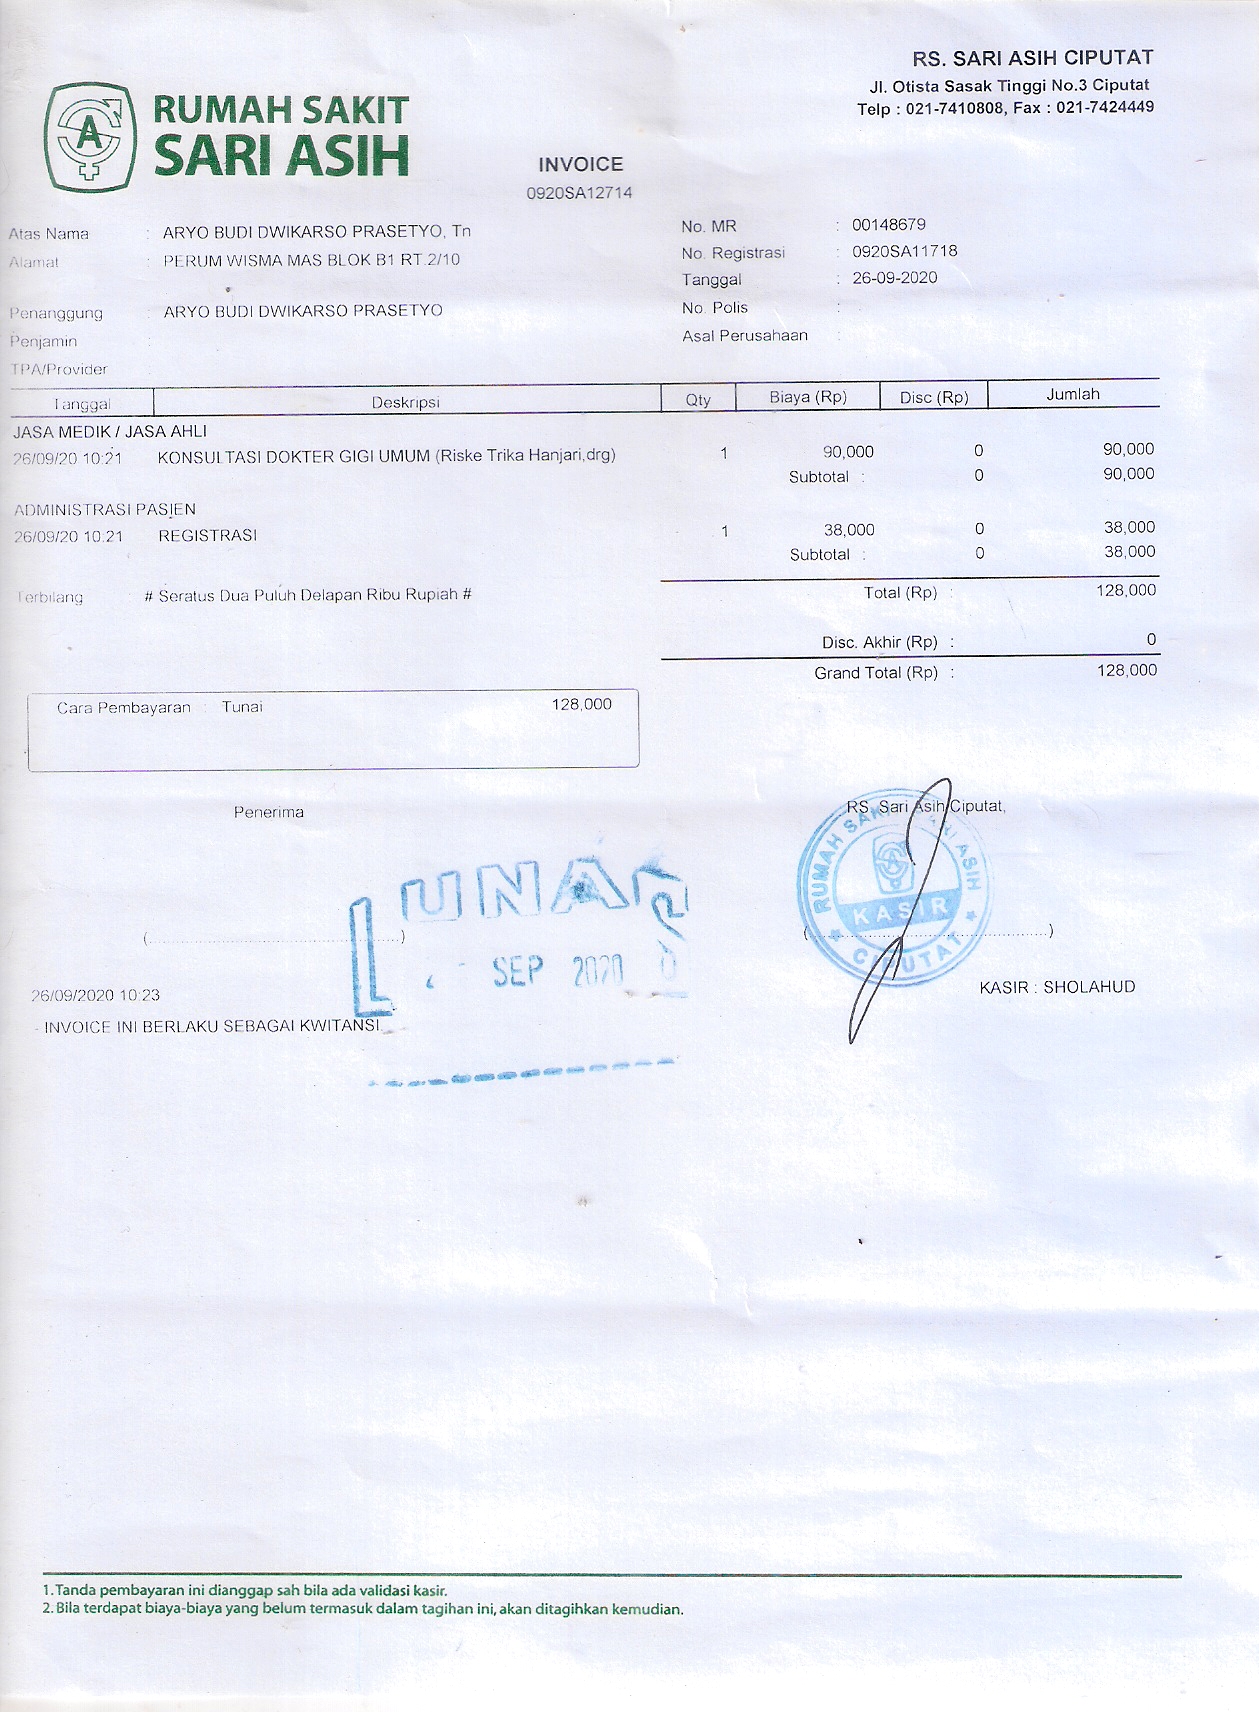 RS. SARI ASIH CIPUTAT
Jl. Otista Sasak Tinggi No.3 Ciputat
Telp : 021-7410808, Fax : 021-7424449
RUMAH SAKIT
SARI ASIH
INVOICE
0920SA12714
Atas Nama : ARYO BUDI DWIKARSO PRASETYO, Tn
Alamat : PERUM WISMA MAS BLOK B1 RT.2/10
Penanggung ARYO BUDI DWIKARSO PRASETYO
Penjamin :
TPA/Provider
No. MR : 00148679
No. Registrasi : 0920SA11718
Tanggal : 26-09-2020
No. Polis :
Asal Perusahaan :
Tanggal Deskripsi Qty Biaya (Rp) Disc (Rp) Jumlah
JASA MEDIK / JASA AHLI
26/09/20 10:21 KONSULTASI DOKTER GIGI UMUM (Riske Trika Hanjari,drg) 1 90,000 0 90,000
Subtotal : 0 90,000
ADMINISTRASI PASIEN
26/09/20 10:21 REGISTRASI 1 38,000 0 38,000
Subtotal : 0 38,000
Terbilang # Seratus Dua Puluh Delapan Ribu Rupiah #
Total (Rp) : 128,000
Disc. Akhir (Rp) : 0
Grand Total (Rp) : 128,000
Cara Pembayaran : Tunai 128,000
Penerima
RS. Sari Asih Ciputat,
RUMAH SAKIT SARI ASIH
KASIR
CIPUTAT
LUNAS
SEP 2020
(..............................)
(..............................)
KASIR : SHOLAHUD
26/09/2020 10:23
- INVOICE INI BERLAKU SEBAGAI KWITANSI
1. Tanda pembayaran ini dianggap sah bila ada validasi kasir.
2. Bila terdapat biaya-biaya yang belum termasuk dalam tagihan ini, akan ditagihkan kemudian.